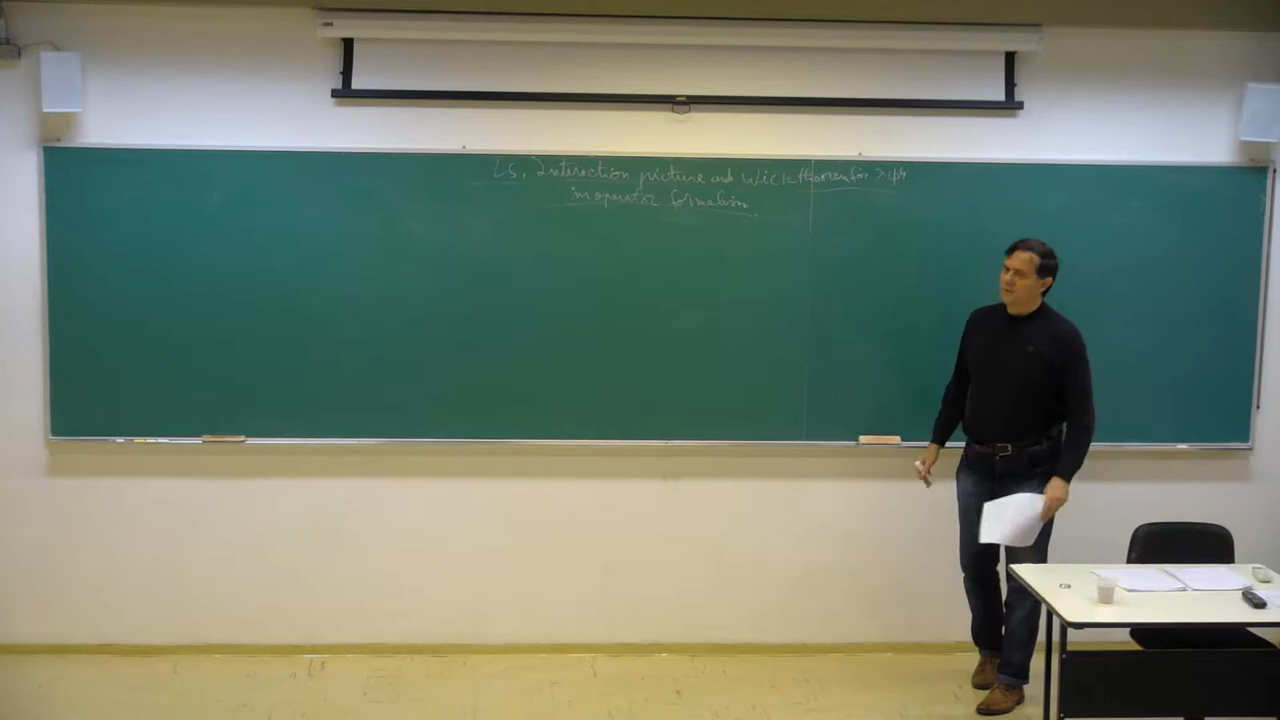 L5. Interaction picture and Wick theorem for λφ⁴
in operator formalism